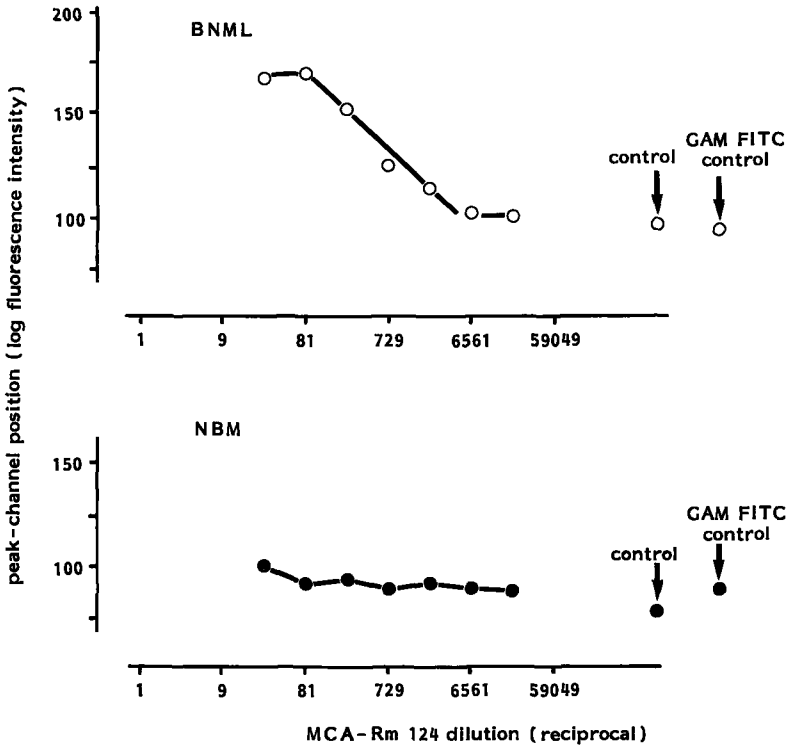 peak-channel position (log fluorescence intensity)
BNML
200
150
100
control
GAM FITC
control
1 9 81 729 6561 59049
NBM
150
100
control
GAM FITC
control
1 9 81 729 6561 59049
MCA-Rm 124 dilution (reciprocal)